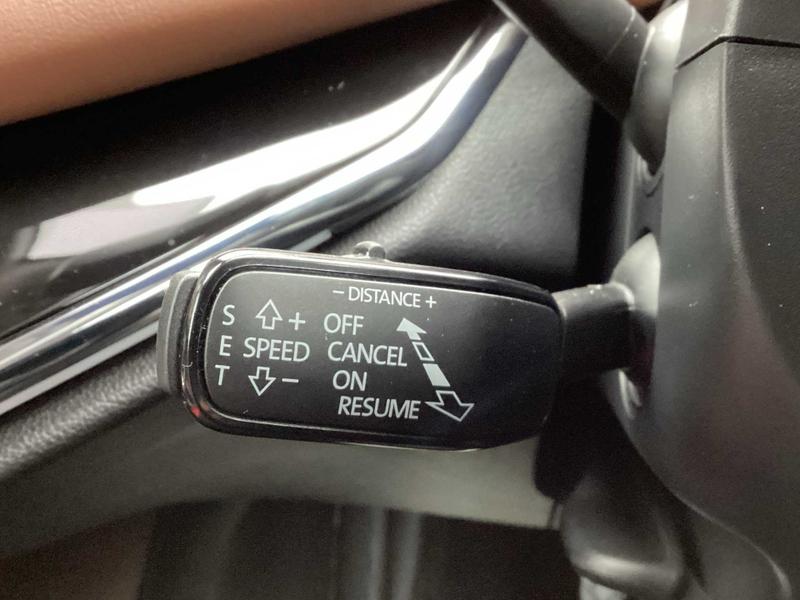 - DISTANCE +
S + OFF
E SPEED CANCEL
T - ON
RESUME